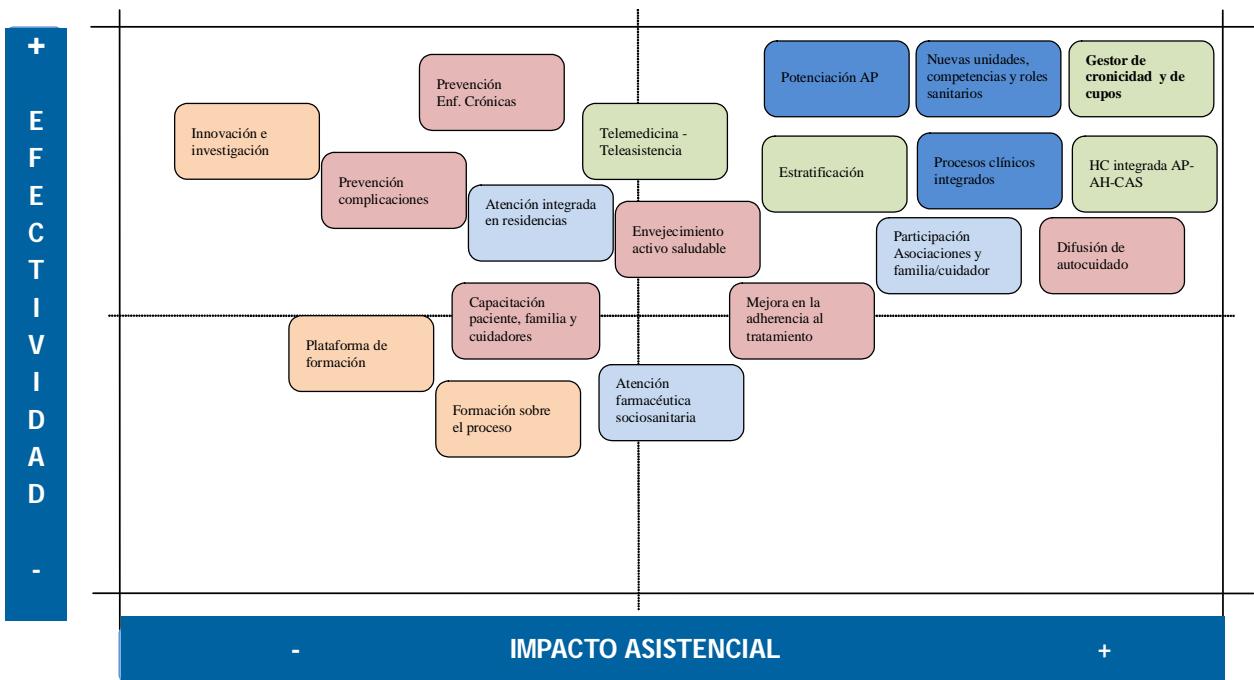 +
E
F
E
C
T
I
V
I
D
A
D
-
Prevención
Enf. Crónicas
Potenciación AP
Nuevas unidades,
competencias y roles
sanitarios
Gestor de
cronicidad y de
cupos
Innovación e
investigación
Telemedicina -
Teleasistencia
Prevención
complicaciones
Estratificación
Procesos clínicos
integrados
HC integrada AP-
AH-CAS
Atención integrada
en residencias
Envejecimiento
activo saludable
Participación
Asociaciones y
familia/cuidador
Difusión de
autocuidado
Capacitación
paciente, familia y
cuidadores
Mejora en la
adherencia al
tratamiento
Plataforma de
formación
Formación sobre
el proceso
Atención
farmacéutica
sociosanitaria
- IMPACTO ASISTENCIAL +